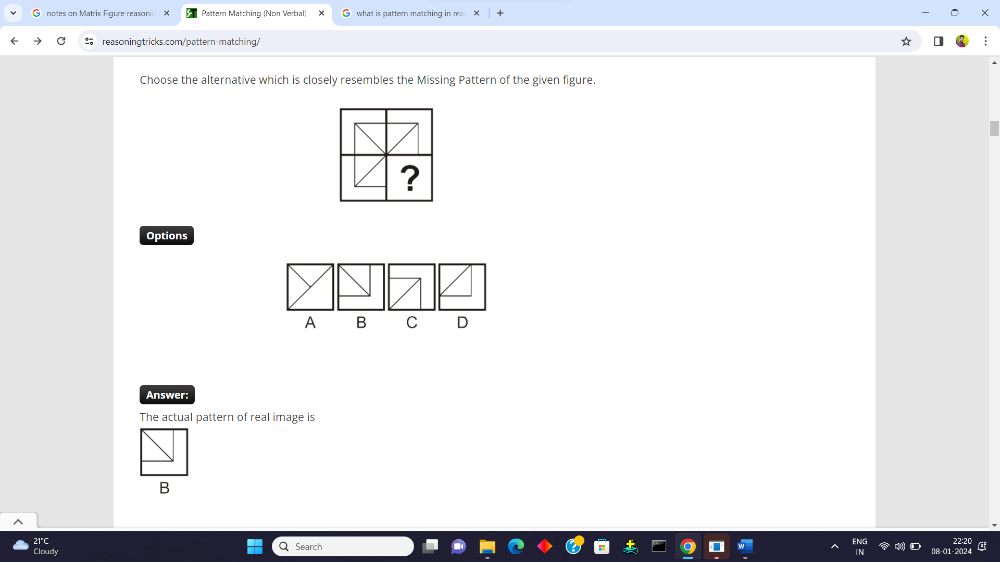 notes on Matrix Figure reasonin
Pattern Matching (Non Verbal)
what is pattern matching in rea
reasoningtricks.com/pattern-matching/
Choose the alternative which is closely resembles the Missing Pattern of the given figure.
?
Options
A B C D
Answer:
The actual pattern of real image is
B
21°C
Cloudy
Search
ENG
IN
22:20
08-01-2024